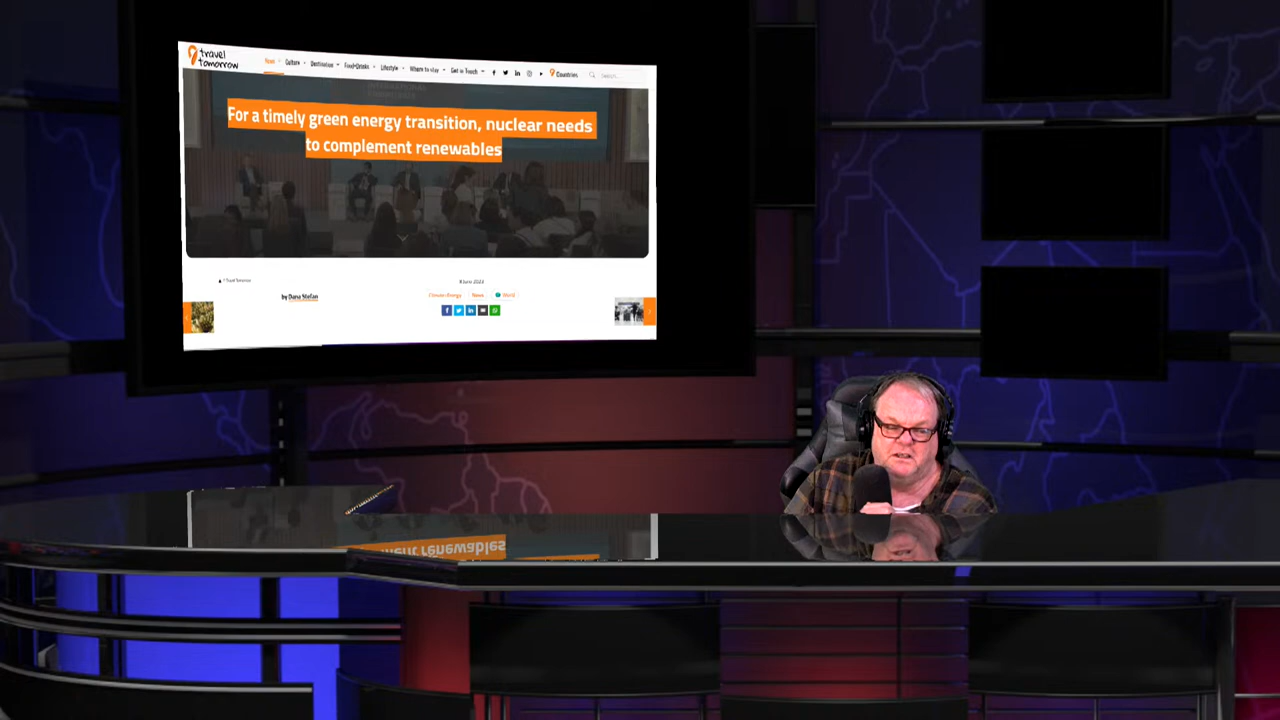 travel
tomorrow
News
Culture
Destination
Food+Drinks
Lifestyle
Where to stay
Get in Touch
Countries
Search...
For a timely green energy transition, nuclear needs
to complement renewables
by Dana Stefan
8 June 2023
Climate-Energy
News
World